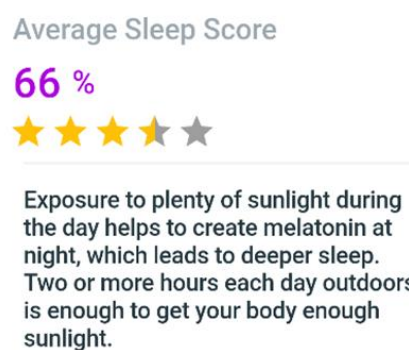 Average Sleep Score
66 %
Exposure to plenty of sunlight during
the day helps to create melatonin at
night, which leads to deeper sleep.
Two or more hours each day outdoors
is enough to get your body enough
sunlight.